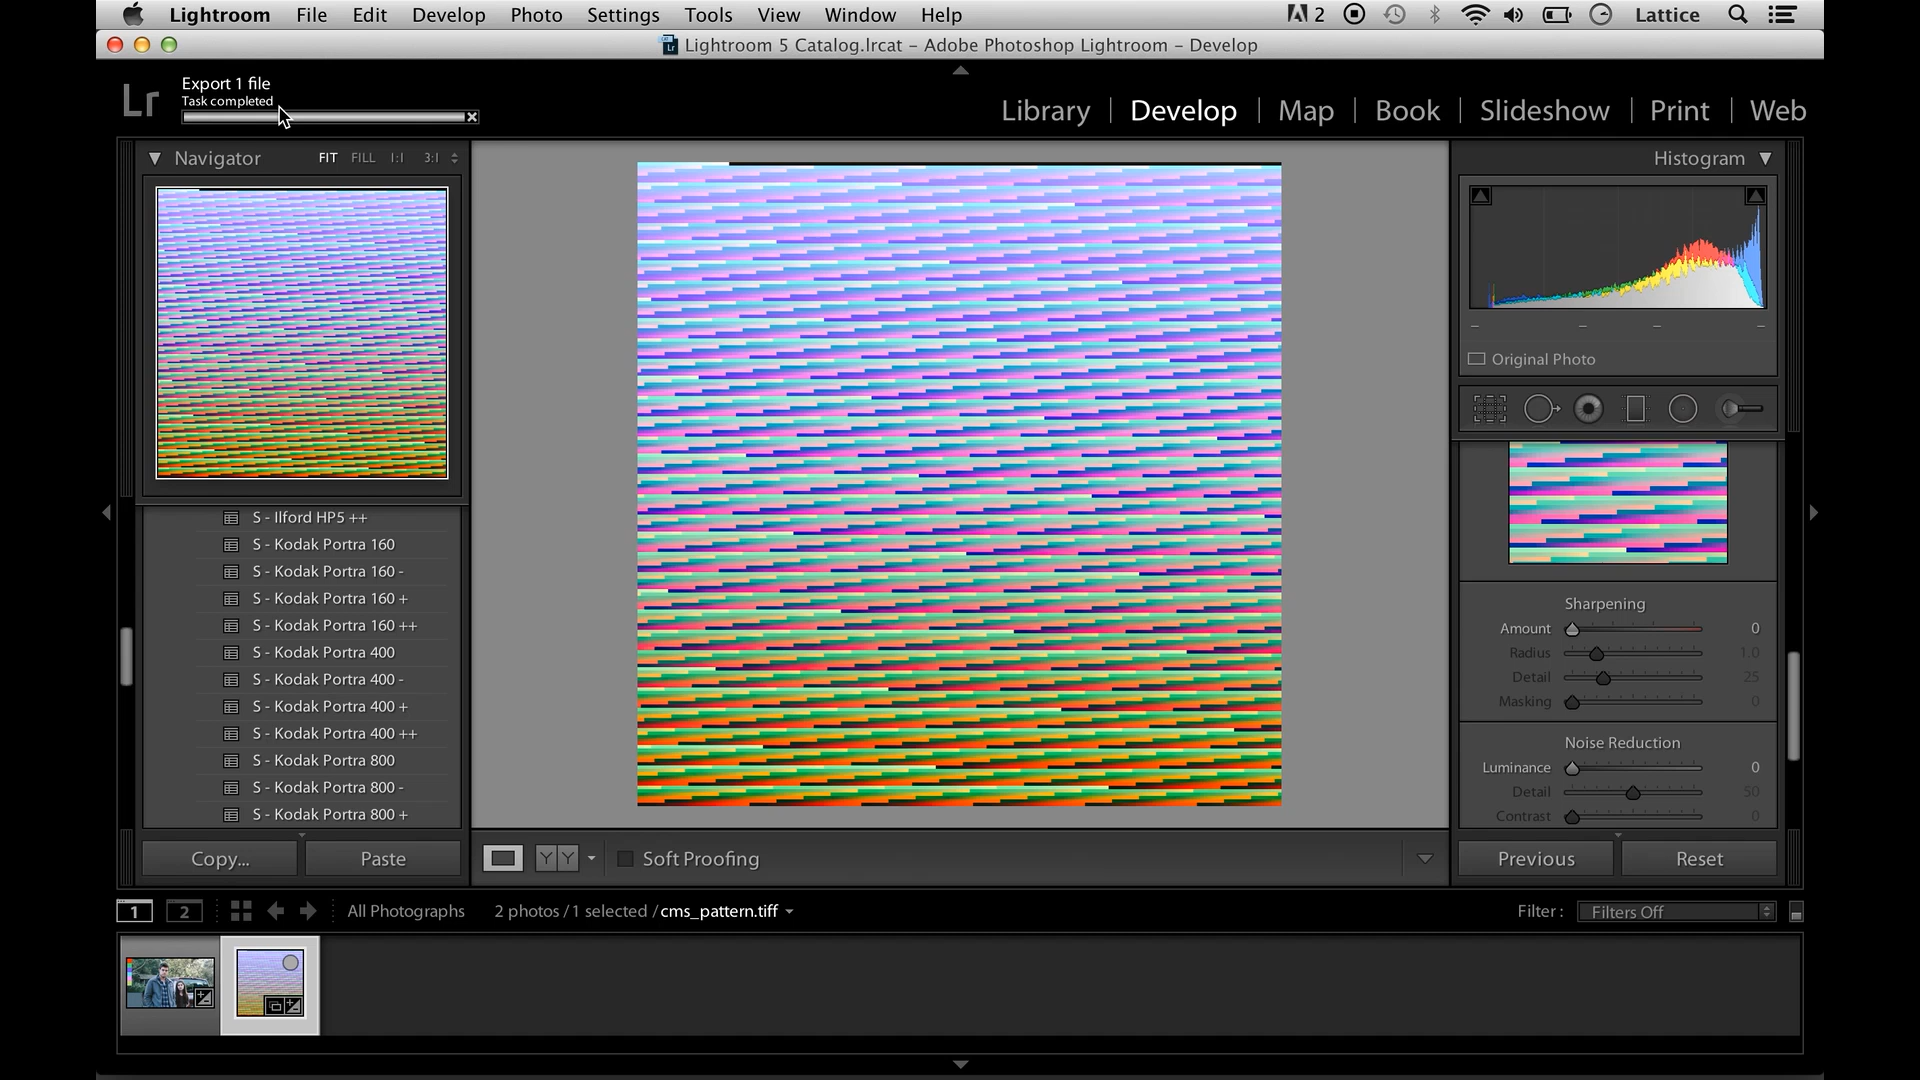 Lightroom File Edit Develop Photo Settings Tools View Window Help 2 Lattice
Lightroom 5 Catalog.lrcat – Adobe Photoshop Lightroom – Develop
Lr
Export 1 file
Task completed
Library | Develop | Map | Book | Slideshow | Print | Web
Navigator FIT FILL 1:1 3:1
S - Ilford HP5 ++
S - Kodak Portra 160
S - Kodak Portra 160 -
S - Kodak Portra 160 +
S - Kodak Portra 160 ++
S - Kodak Portra 400
S - Kodak Portra 400 -
S - Kodak Portra 400 +
S - Kodak Portra 400 ++
S - Kodak Portra 800
S - Kodak Portra 800 -
S - Kodak Portra 800 +
Copy... Paste
Y Y Soft Proofing
Histogram
Original Photo
Sharpening
Amount 0
Radius 1.0
Detail 25
Masking 0
Noise Reduction
Luminance 0
Detail 50
Contrast 0
Previous Reset
1 2 All Photographs 2 photos / 1 selected / cms_pattern.tiff Filter : Filters Off